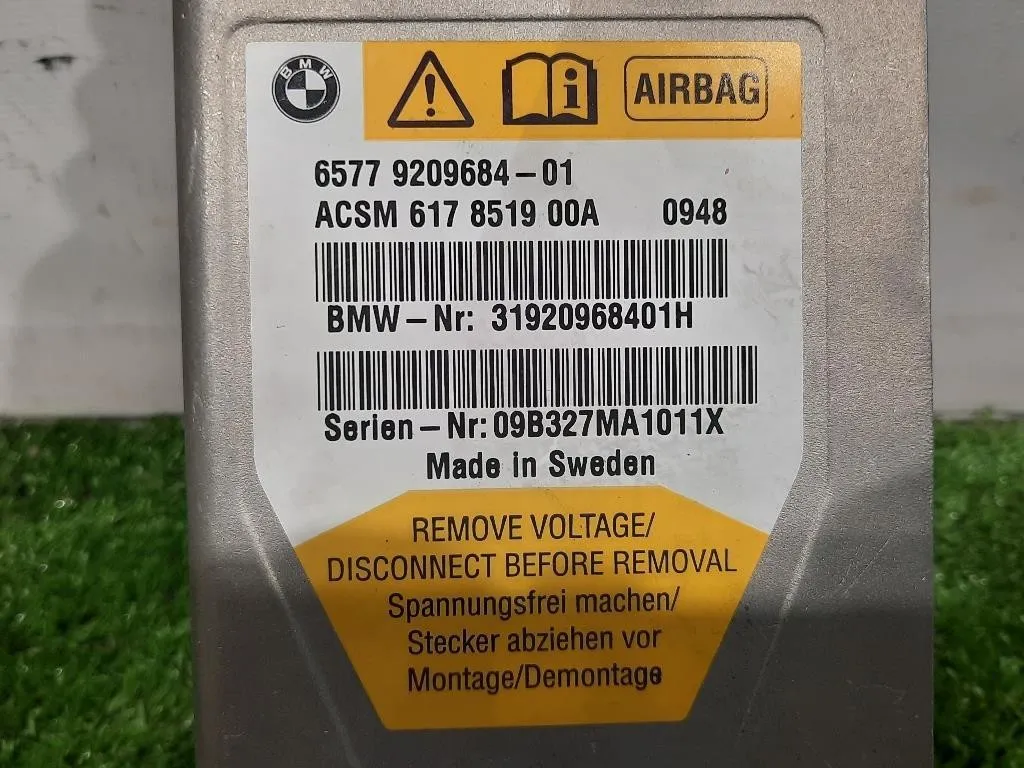 BMW
AIRBAG
6577 9209684-01
ACSM 617 8519 00A 0948
BMW-Nr: 31920968401H
Serien-Nr:09B327MA1011X
Made in Sweden
REMOVE VOLTAGE/
DISCONNECT BEFORE REMOVAL
Spannungsfrei machen/
Stecker abziehen vor
Montage/Demontage